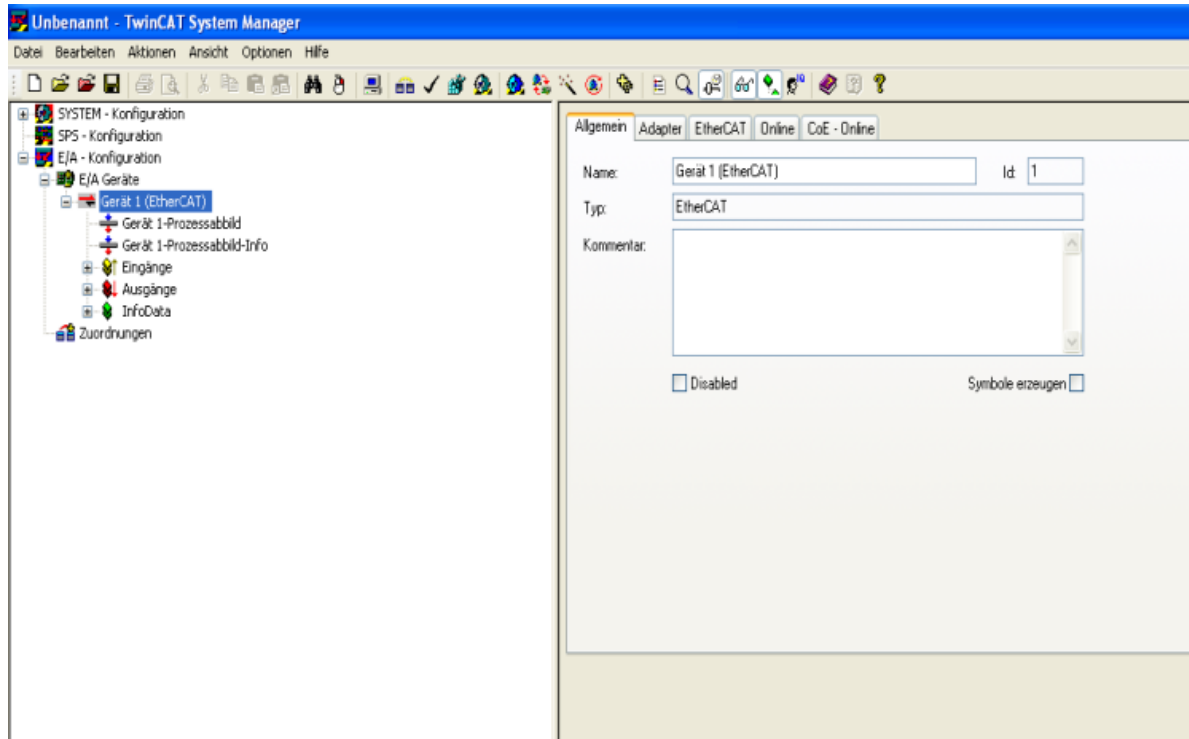 Unbenannt - TwinCAT System Manager
Datei Bearbeiten Aktionen Ansicht Optionen Hilfe
SYSTEM - Konfiguration
SPS - Konfiguration
E/A - Konfiguration
E/A Geräte
Gerät 1 (EtherCAT)
Gerät 1-Prozessabbild
Gerät 1-Prozessabbild-Info
Eingänge
Ausgänge
InfoData
Zuordnungen
Allgemein Adapter EtherCAT Online CoE - Online
Name: Gerät 1 (EtherCAT) Id: 1
Typ: EtherCAT
Kommentar:
Disabled Symbole erzeugen